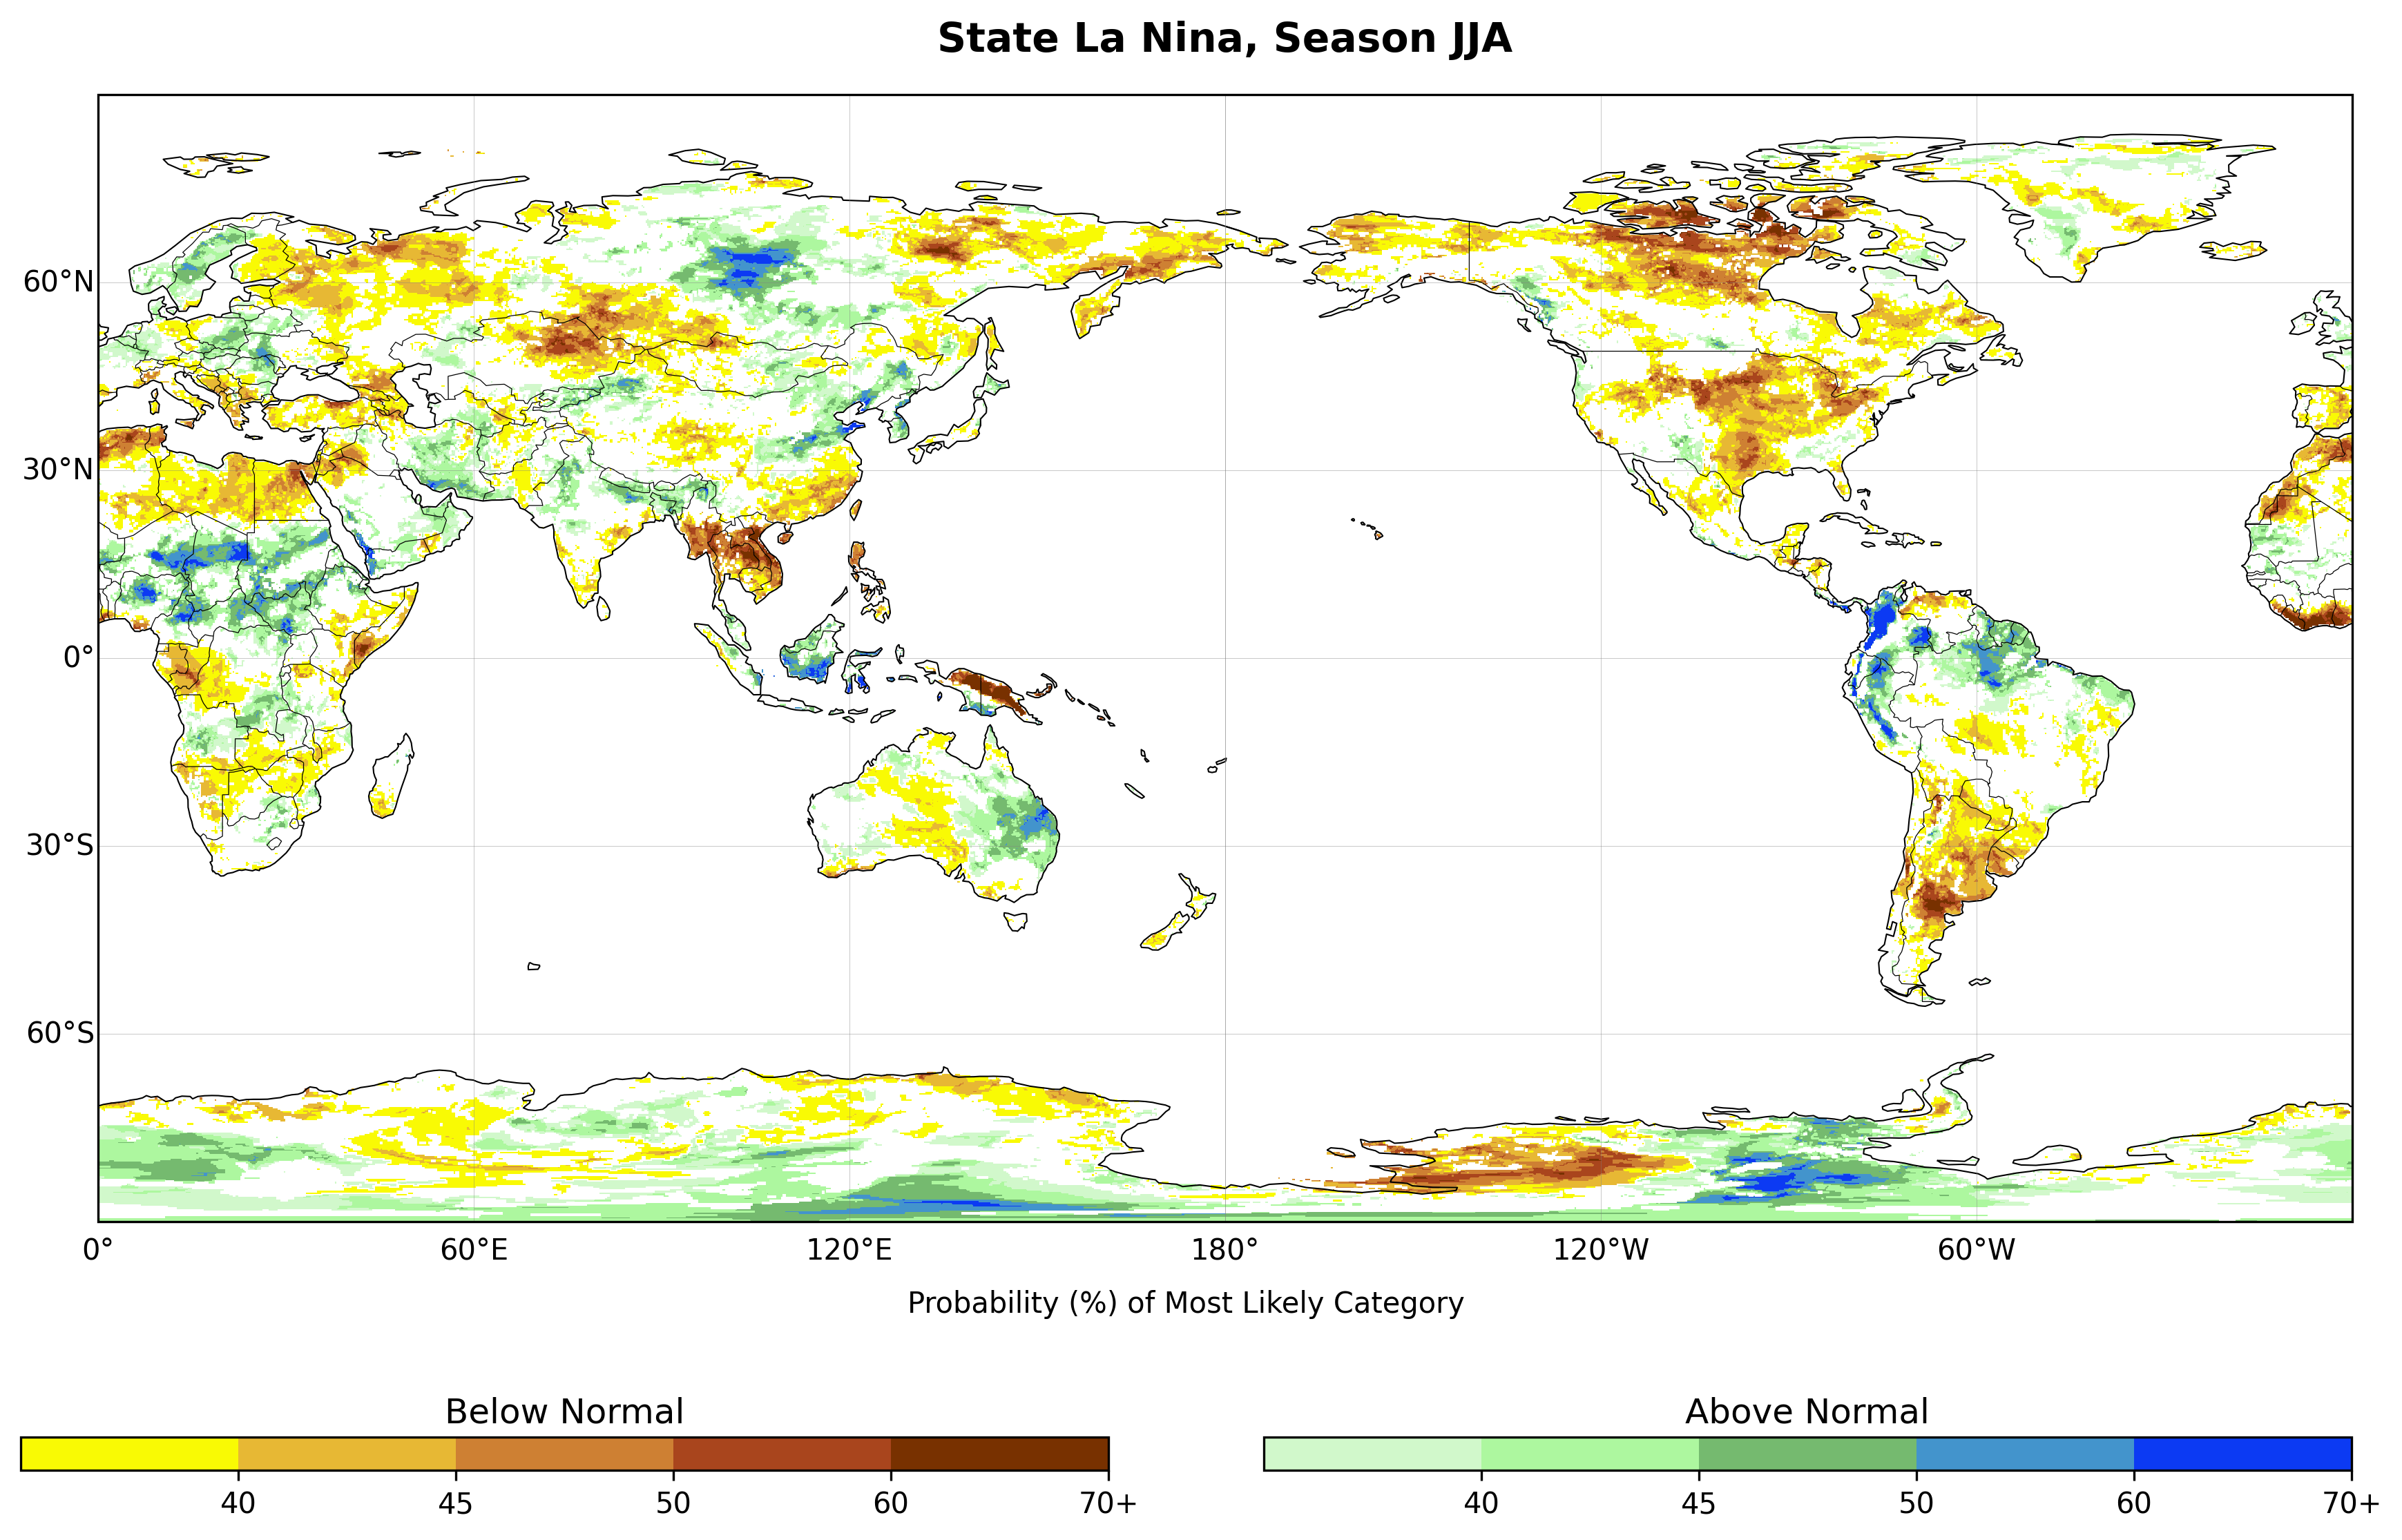 State La Nina, Season JJA
60°N
30°N
0°
30°S
60°S
0° 60°E 120°E 180° 120°W 60°W
Probability (%) of Most Likely Category
Below Normal Above Normal
40 45 50 60 70+ 40 45 50 60 70+